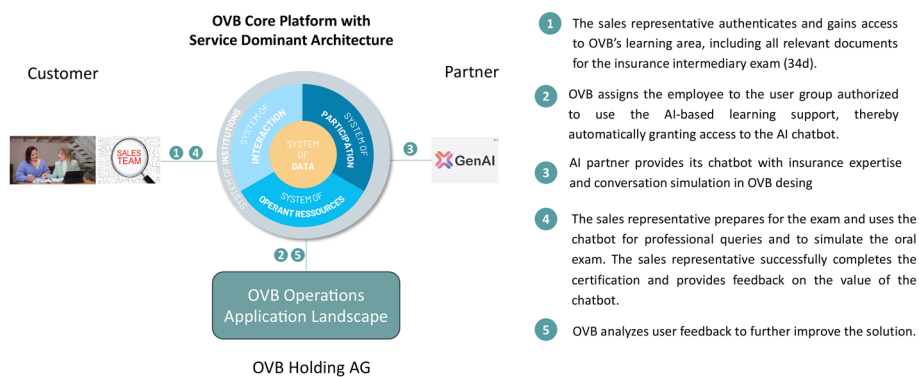 OVB Core Platform with
Service Dominant Architecture
Customer
Partner
SYSTEM OF INSTITUTIONS
SYSTEM OF
INTERACTION
SYSTEM OF
PARTICIPATION
SYSTEM
OF
DATA
SYSTEM OF
OPERANT RESSOURCES
SALES
TEAM
1 4
3
GenAI
2 5
OVB Operations
Application Landscape
OVB Holding AG
1 The sales representative authenticates and gains access
to OVB's learning area, including all relevant documents
for the insurance intermediary exam (34d).
2 OVB assigns the employee to the user group authorized
to use the AI-based learning support, thereby
automatically granting access to the AI chatbot.
3 AI partner provides its chatbot with insurance expertise
and conversation simulation in OVB desing
4 The sales representative prepares for the exam and uses the
chatbot for professional queries and to simulate the oral
exam. The sales representative successfully completes the
certification and provides feedback on the value of the
chatbot.
5 OVB analyzes user feedback to further improve the solution.